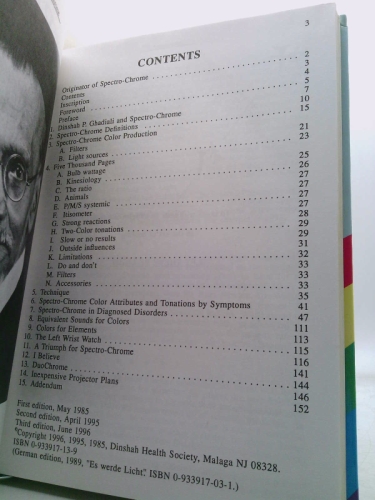 3
CONTENTS
Originator of Spectro-Chrome 2
Contents 3
Inscription 4
Foreword 5
Preface 7
1. Dinshah P. Ghadiali and Spectro-Chrome 10
2. Spectro-Chrome Definitions 15
3. Spectro-Chrome Color Production
A. Filters 21
B. Light sources 23
4. Five Thousand Pages
A. Bulb wattage 25
B. Kinesiology 26
C. The ratio 27
D. Animals 27
E. P/M/S systemic 27
F. Itisometer 27
G. Strong reactions 28
H. Two-Color tonations 29
I. Slow or no results 29
J. Outside influences 31
K. Limitations 32
L. Do and don't 33
M. Filters 33
N. Accessories 33
5. Technique 35
6. Spectro-Chrome Color Attributes and Tonations by Symptoms 41
7. Spectro-Chrome in Diagnosed Disorders 47
8. Equivalent Sounds for Colors 111
9. Colors for Elements 113
10. The Left Wrist Watch 115
11. A Triumph for Spectro-Chrome 116
12. I Believe 141
13. DuoChrome 144
14. Inexpensive Projector Plans 146
15. Addendum 152
First edition, May 1985
Second edition, April 1995
Third edition, June 1996
©Copyright 1996, 1995, 1985, Dinshah Health Society, Malaga NJ 08328.
ISBN 0-933917-13-9
(German edition, 1989, "Es werde Licht," ISBN 0-933917-03-1.)